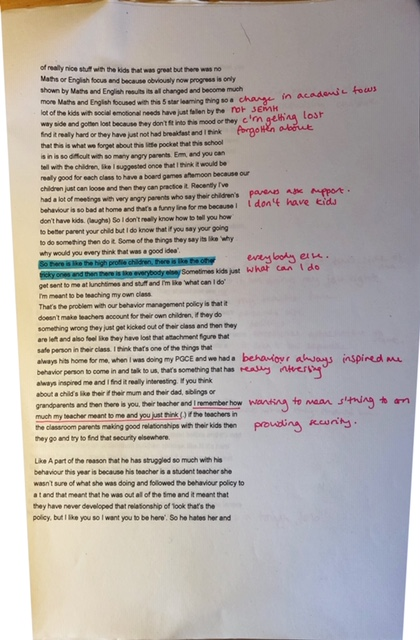 of really nice stuff with the kids that was great but there was no
Maths or English focus and because obviously now progress is only
shown by Maths and English results its all changed and become much
more Maths and English focused with this 5 star learning thing so a
change in academic focus
lot of the kids with social emotional needs have just fallen by the
not SEMH
way side and gotten lost because they don't fit into this mood or they
c'm getting lost
find it really hard or they have just not had breakfast and I think
forgotten about
that this is what we forget about this little pocket that this school
is in is so difficult with so many angry parents. Erm, and you can
tell with the children, like I suggested once that I think it would be
really good for each class to have a board games afternoon because our
children just can loose and then they can practice it. Recently I've
had a lot of meetings with very angry parents who say their children's
parents ask support.
behaviour is so bad at home and that's a funny line for me because I
I don't have kids
don't have kids. (laughs) So I don't really know how to tell you how
to better parent your child but I do know that if you say your going
to do something then do it. Some of the things they say its like 'why
why would you every think that was a good idea'.
So there is like the high profile children, there is like the other
everybody else.
tricky ones and then there is like everybody else. Sometimes kids just
what can I do
get sent to me at lunchtimes and stuff and I'm like 'what can I do'
I'm meant to be teaching my own class.
That's the problem with our behavior management policy is that it
doesn't make teachers account for their own children, if they do
something wrong they just get kicked out of their class and then they
are left and also feel like they have lost that attachment figure that
safe person in their class. I think that's one of the things that
always his home for me, when I was doing my PGCE and we had a
behaviour always inspired me
behavior person to come in and talk to us, that's something that has
really interesting
always inspired me and I find it really interesting. If you think
about a child's like if their mum and their dad, siblings or
grandparents and then there is you, their teacher and I remember how
wanting to mean s'thing to
much my teacher meant to me and you just think (.) if the teachers in
the classroom parents making good relationships with their kids then
providing security.
they go and try to find that security elsewhere.
Like A part of the reason that he has struggled so much with his
behaviour this year is because his teacher is a student teacher she
wasn't sure of what she was doing and followed the behaviour policy to
a t and that meant that he was out all of the time and it meant that
they have never developed that relationship of 'look that's the
policy, but I like you so I want you to be here'. So he hates her and